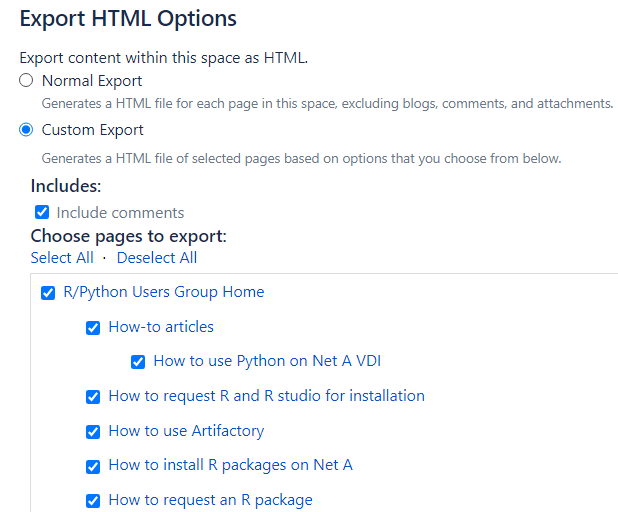 Export HTML Options
Export content within this space as HTML.
Normal Export
Generates a HTML file for each page in this space, excluding blogs, comments, and attachments.
Custom Export
Generates a HTML file of selected pages based on options that you choose from below.
Includes:
Include comments
Choose pages to export:
Select All · Deselect All
R/Python Users Group Home
How-to articles
How to use Python on Net A VDI
How to request R and R studio for installation
How to use Artifactory
How to install R packages on Net A
How to request an R package